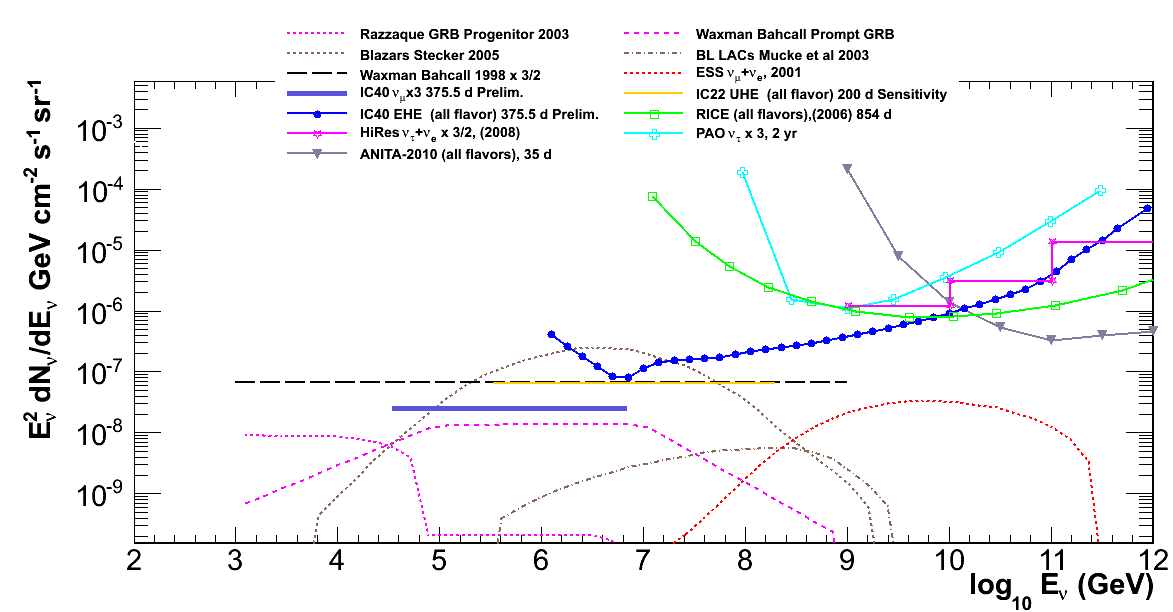 Razzaque GRB Progenitor 2003
Waxman Bahcall Prompt GRB
Blazars Stecker 2005
BL LACs Mucke et al 2003
Waxman Bahcall 1998 x 3/2
ESS νμ+νe, 2001
IC40 νμx3 375.5 d Prelim.
IC22 UHE (all flavor) 200 d Sensitivity
IC40 EHE (all flavor) 375.5 d Prelim.
RICE (all flavors),(2006) 854 d
HiRes ντ+νe x 3/2, (2008)
PAO ντ x 3, 2 yr
ANITA-2010 (all flavors), 35 d
E²ν dNν/dEν GeV cm⁻² s⁻¹ sr⁻¹
10⁻³
10⁻⁴
10⁻⁵
10⁻⁶
10⁻⁷
10⁻⁸
10⁻⁹
2 3 4 5 6 7 8 9 10 11 12
log₁₀ Eν (GeV)